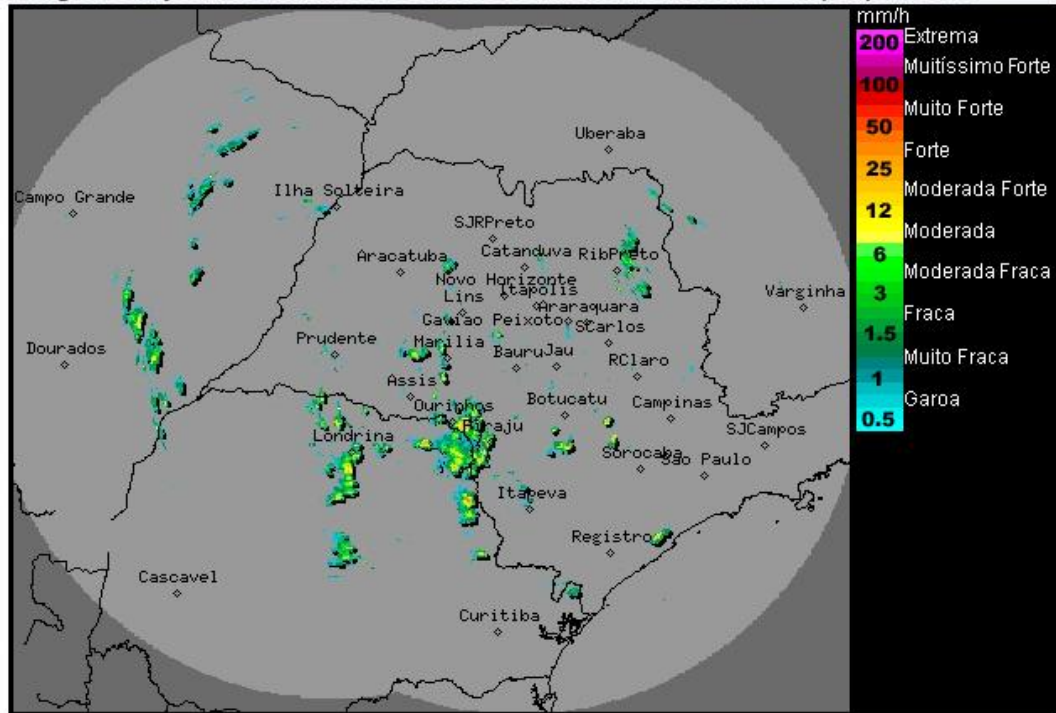 mm/h
200 Extrema
Muitíssimo Forte
100
Muito Forte
50
Forte
25
Moderada Forte
12
Moderada
6
Moderada Fraca
3
Fraca
1.5
Muito Fraca
1
Garoa
0.5
Uberaba
Campo Grande
Ilha Solteira
SJRPreto
Catanduva
RibPreto
Aracatuba
Novo Horizonte
Itapolis
Varginha
Lins
Araraquara
Gaviao Peixoto
SCarlos
Prudente
Marilia
Dourados
Bauru
Jau
RClaro
Assis
Ourinhos
Botucatu
Campinas
Piraju
SJCampos
Londrina
Sorocaba
Sao Paulo
Itapeva
Registro
Cascavel
Curitiba